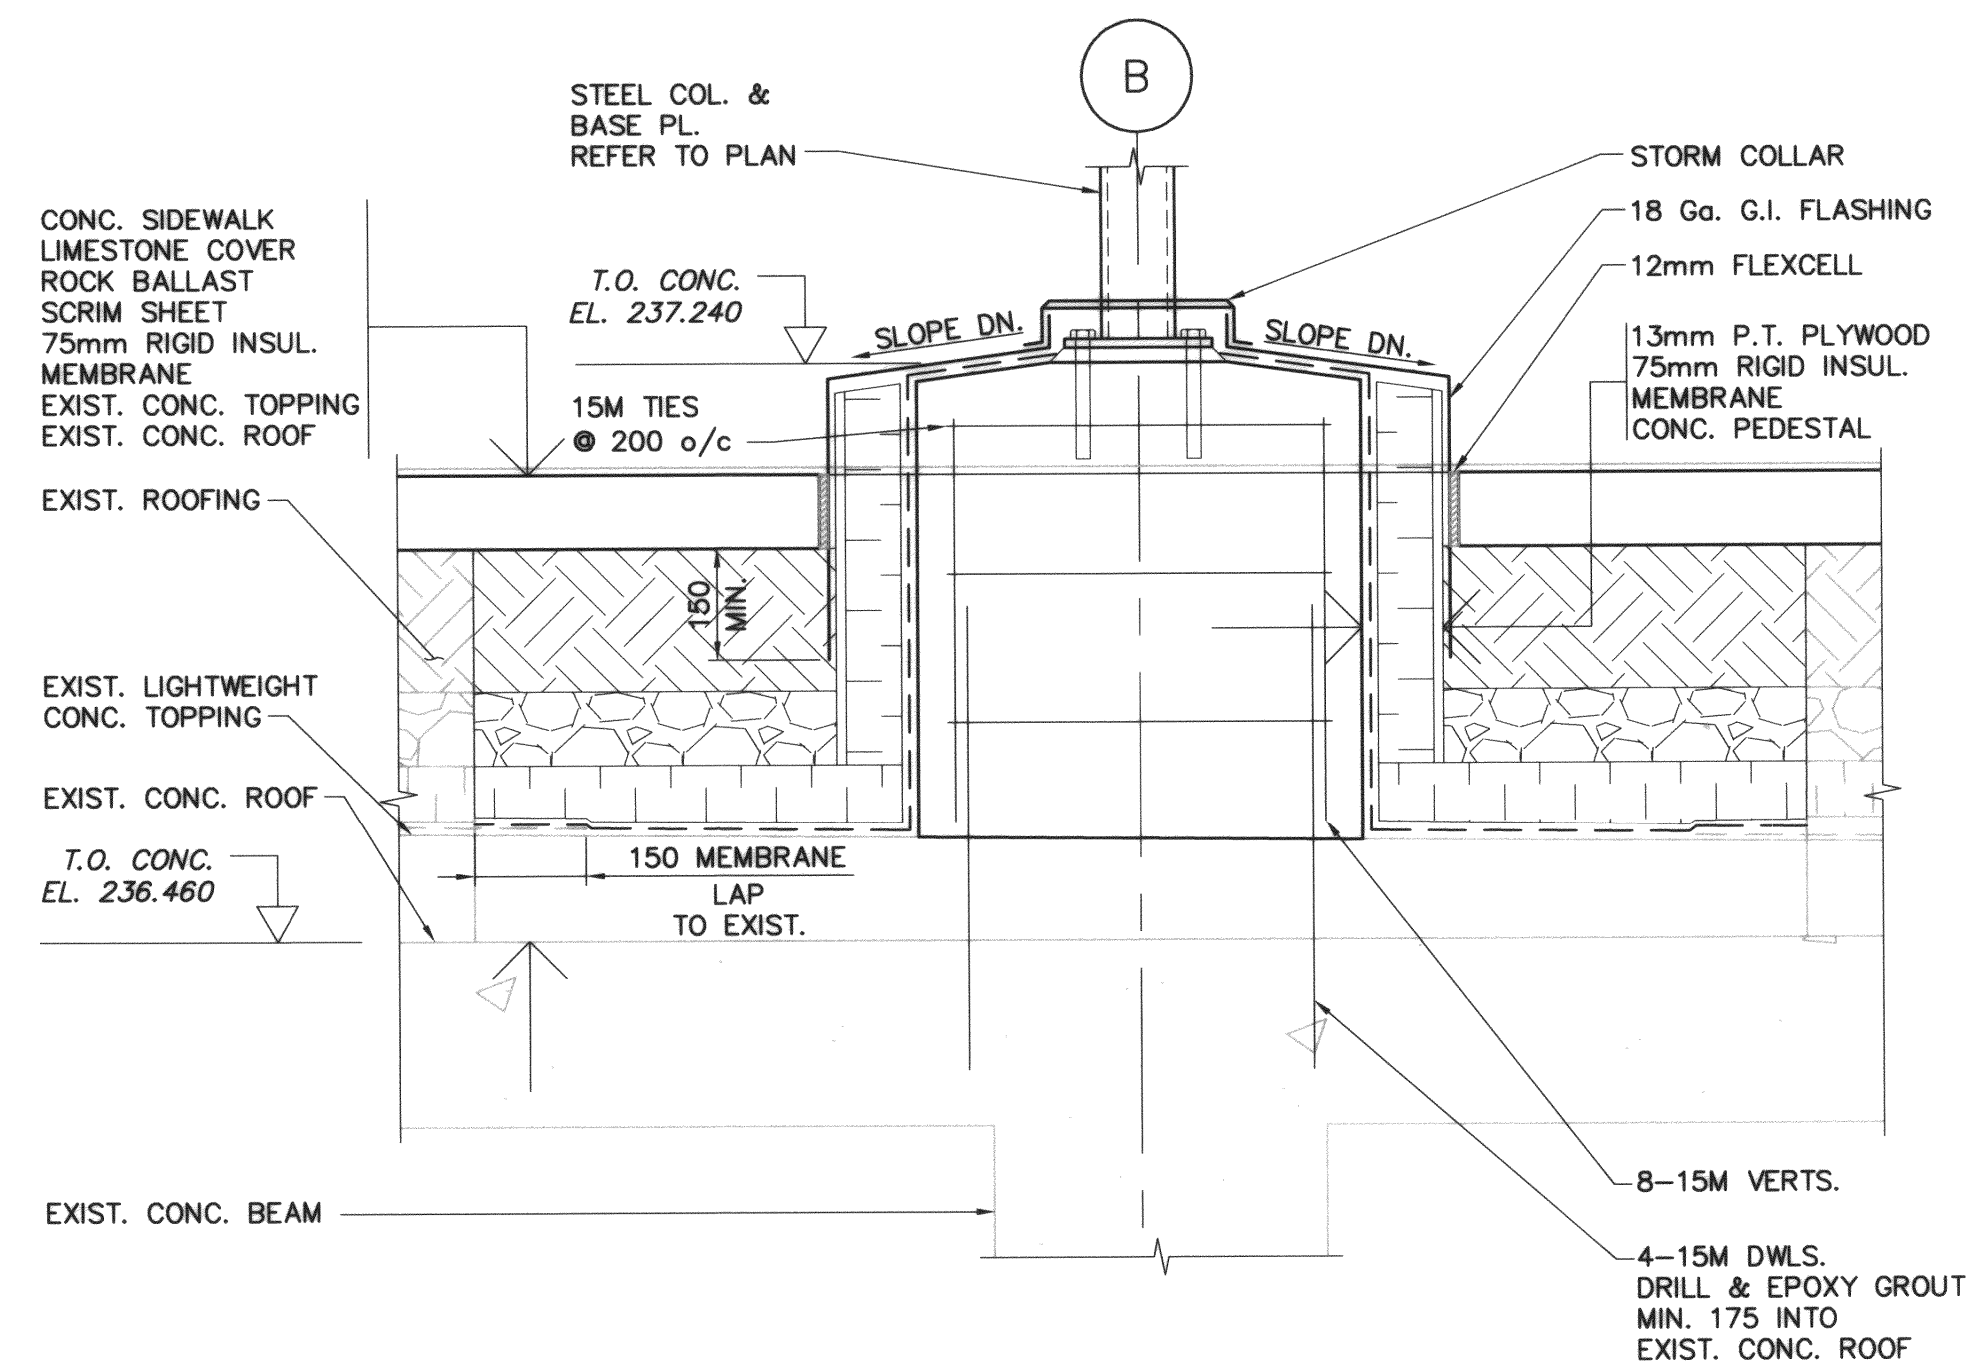 B
STEEL COL. &
BASE PL.
REFER TO PLAN
STORM COLLAR
18 Ga. G.I. FLASHING
12mm FLEXCELL
13mm P.T. PLYWOOD
75mm RIGID INSUL.
MEMBRANE
CONC. PEDESTAL
CONC. SIDEWALK
LIMESTONE COVER
ROCK BALLAST
SCRIM SHEET
75mm RIGID INSUL.
MEMBRANE
EXIST. CONC. TOPPING
EXIST. CONC. ROOF
T.O. CONC.
EL. 237.240
SLOPE DN.
SLOPE DN.
15M TIES
@ 200 o/c
EXIST. ROOFING
150
MIN.
EXIST. LIGHTWEIGHT
CONC. TOPPING
EXIST. CONC. ROOF
T.O. CONC.
EL. 236.460
150 MEMBRANE
LAP
TO EXIST.
EXIST. CONC. BEAM
8-15M VERTS.
4-15M DWLS.
DRILL & EPOXY GROUT
MIN. 175 INTO
EXIST. CONC. ROOF